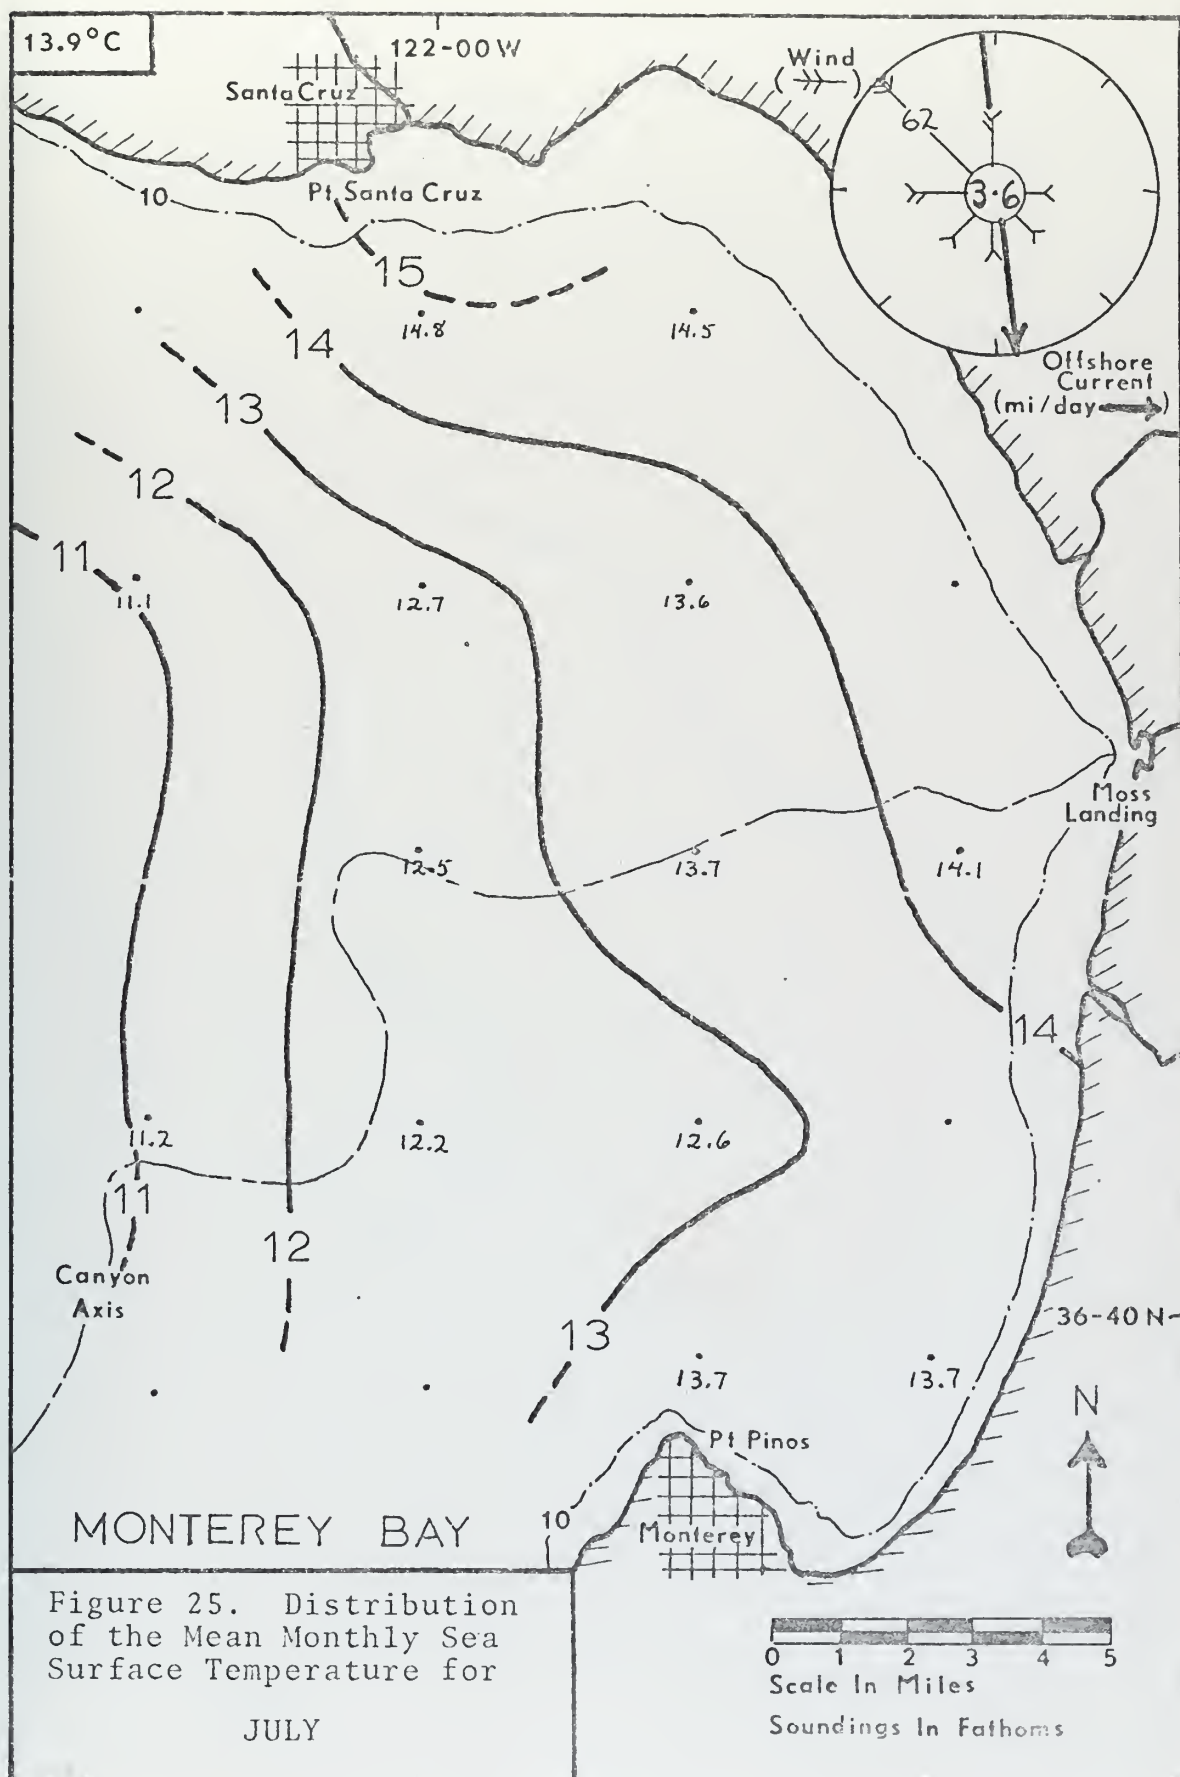 13.9°C
122-00 W
Wind
( )
Santa Cruz
62
Pt. Santa Cruz
3.6
10
15
14.8
14.5
14
Offshore
Current
(mi/day )
13
12
11
11.1
12.7
13.6
Moss
Landing
12.5
13.7
14.1
14
11.2
12.2
12.6
11
12
Canyon
Axis
36-40 N
13
13.7
13.7
N
Pt Pinos
MONTEREY BAY
10
Monterey
Figure 25. Distribution
of the Mean Monthly Sea
Surface Temperature for
JULY
0 1 2 3 4 5
Scale In Miles
Soundings In Fathoms